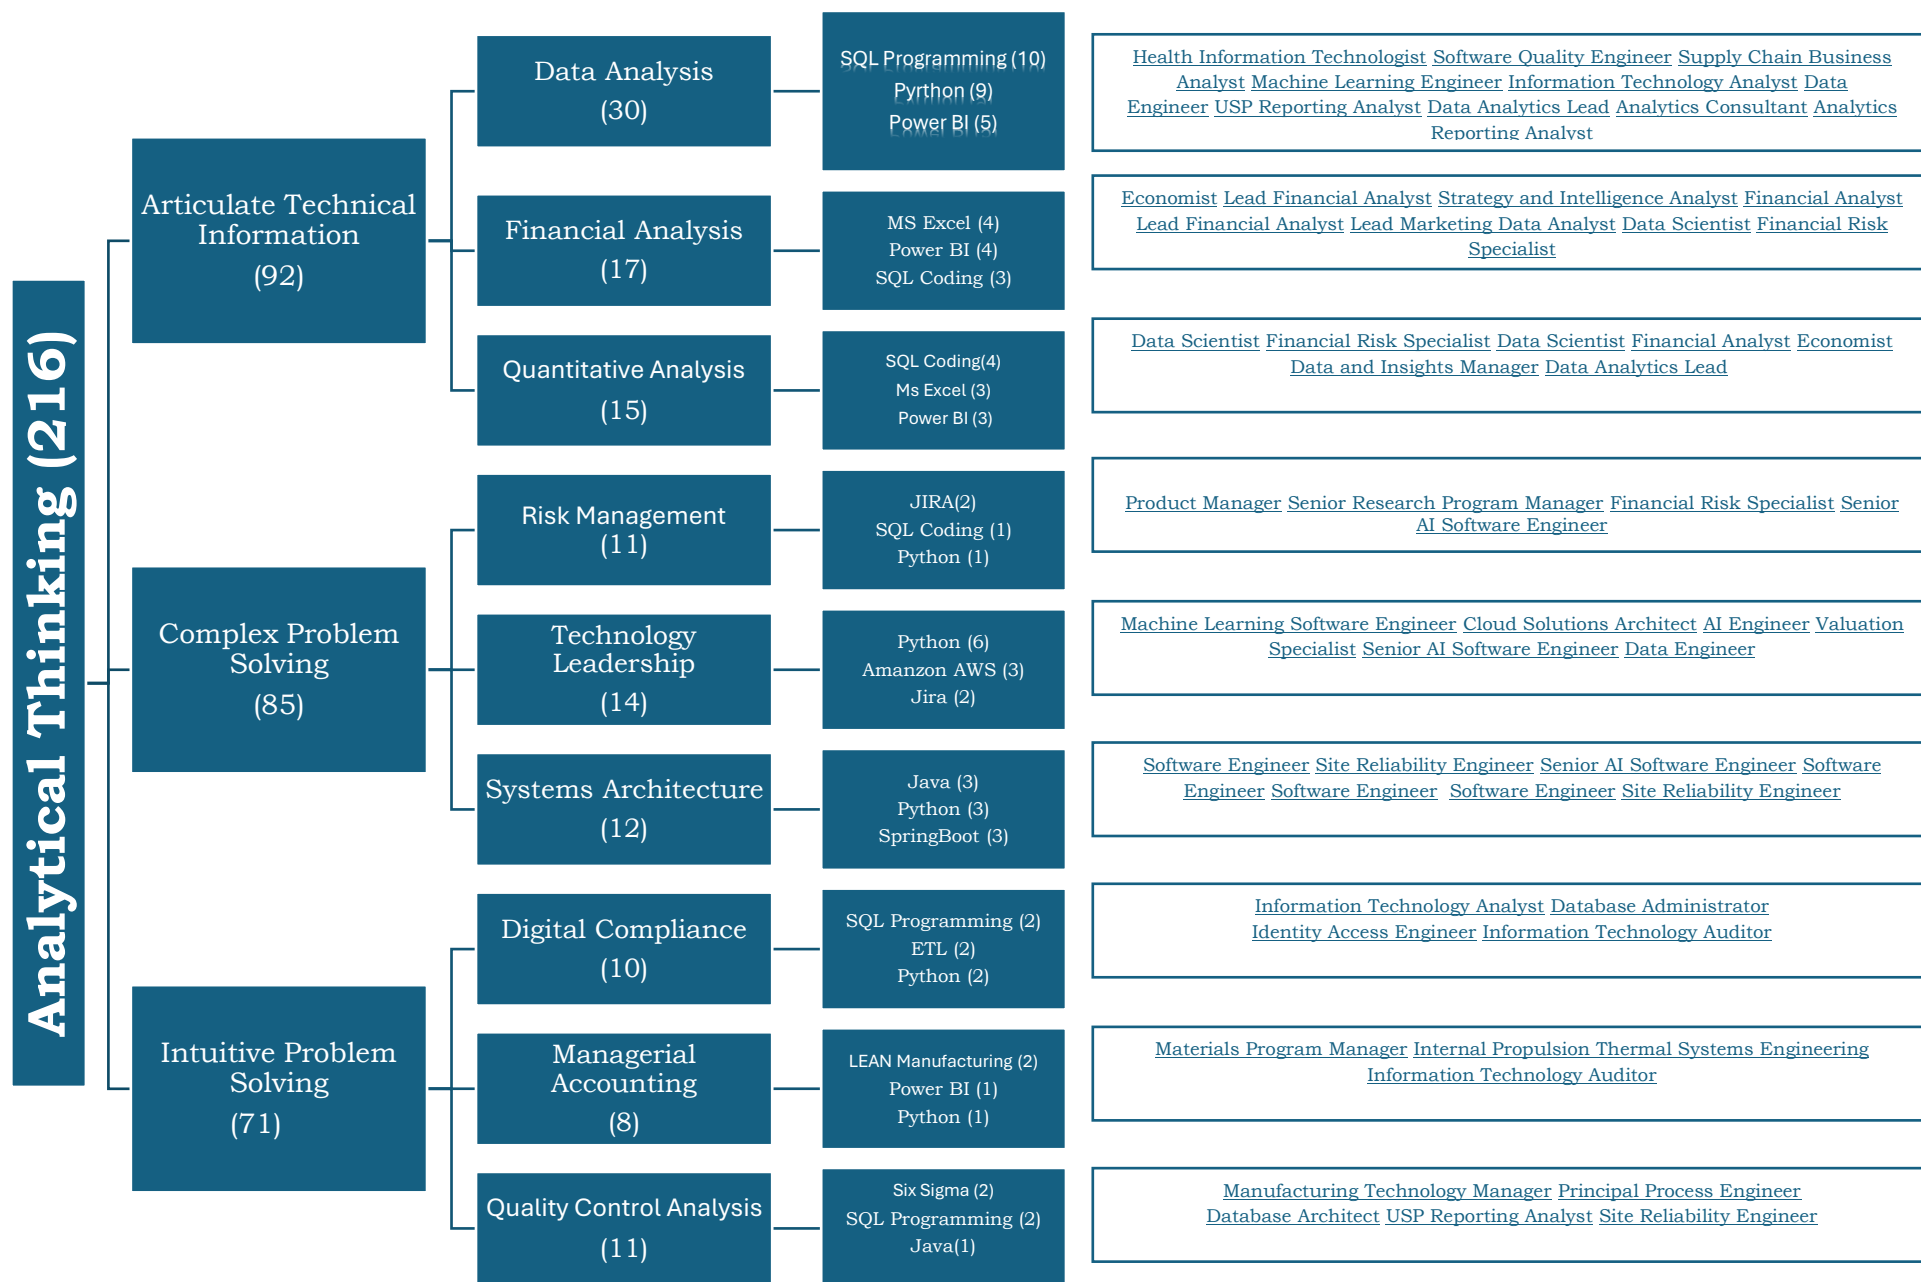 Analytical Thinking (216)
Articulate Technical
Information
(92)
Data Analysis
(30)
SQL Programming (10)
Pyrthon (9)
Power BI (5)
Health Information Technologist Software Quality Engineer Supply Chain Business
Analyst Machine Learning Engineer Information Technology Analyst Data
Engineer USP Reporting Analyst Data Analytics Lead Analytics Consultant Analytics
Reporting Analyst
Financial Analysis
(17)
MS Excel (4)
Power BI (4)
SQL Coding (3)
Economist Lead Financial Analyst Strategy and Intelligence Analyst Financial Analyst
Lead Financial Analyst Lead Marketing Data Analyst Data Scientist Financial Risk
Specialist
Quantitative Analysis
(15)
SQL Coding(4)
Ms Excel (3)
Power BI (3)
Data Scientist Financial Risk Specialist Data Scientist Financial Analyst Economist
Data and Insights Manager Data Analytics Lead
Complex Problem
Solving
(85)
Risk Management
(11)
JIRA(2)
SQL Coding (1)
Python (1)
Product Manager Senior Research Program Manager Financial Risk Specialist Senior
AI Software Engineer
Technology
Leadership
(14)
Python (6)
Amanzon AWS (3)
Jira (2)
Machine Learning Software Engineer Cloud Solutions Architect AI Engineer Valuation
Specialist Senior AI Software Engineer Data Engineer
Systems Architecture
(12)
Java (3)
Python (3)
SpringBoot (3)
Software Engineer Site Reliability Engineer Senior AI Software Engineer Software
Engineer Software Engineer Software Engineer Site Reliability Engineer
Intuitive Problem
Solving
(71)
Digital Compliance
(10)
SQL Programming (2)
ETL (2)
Python (2)
Information Technology Analyst Database Administrator
Identity Access Engineer Information Technology Auditor
Managerial
Accounting
(8)
LEAN Manufacturing (2)
Power BI (1)
Python (1)
Materials Program Manager Internal Propulsion Thermal Systems Engineering
Information Technology Auditor
Quality Control Analysis
(11)
Six Sigma (2)
SQL Programming (2)
Java(1)
Manufacturing Technology Manager Principal Process Engineer
Database Architect USP Reporting Analyst Site Reliability Engineer